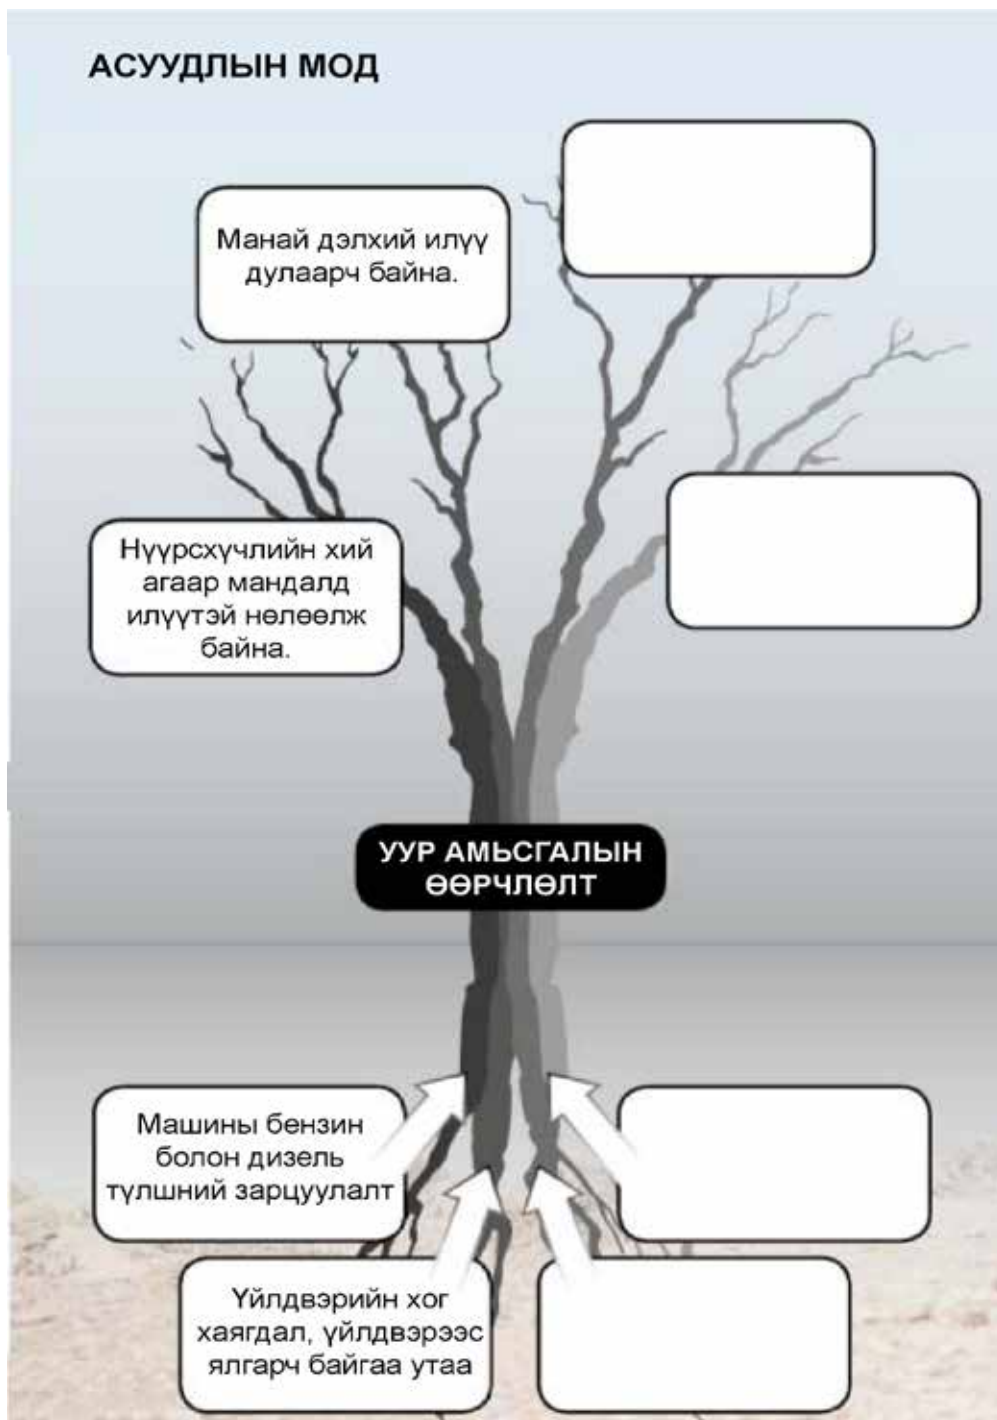 АСУУДЛЫН МОД
Манай дэлхий илүү
дулаарч байна.
Нүүрсхүчлийн хий
агаар мандалд
илүүтэй нөлөөлж
байна.
УУР АМЬСГАЛЫН
ӨӨРЧЛӨЛТ
Машины бензин
болон дизель
түлшний зарцуулалт
Үйлдвэрийн хог
хаягдал, үйлдвэрээс
ялгарч байгаа утаа